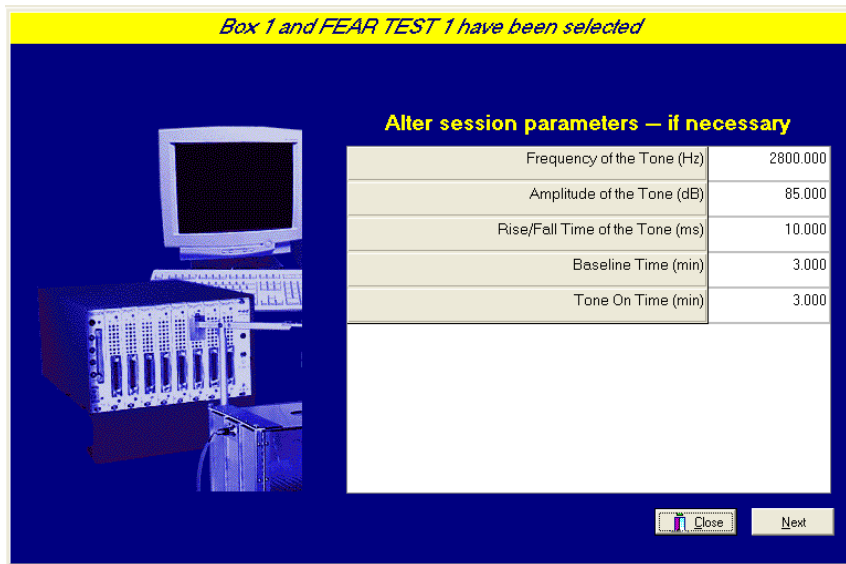 Box 1 and FEAR TEST 1 have been selected
Alter session parameters – if necessary
Frequency of the Tone (Hz) 2800.000
Amplitude of the Tone (dB) 85.000
Rise/Fall Time of the Tone (ms) 10.000
Baseline Time (min) 3.000
Tone On Time (min) 3.000
Close Next